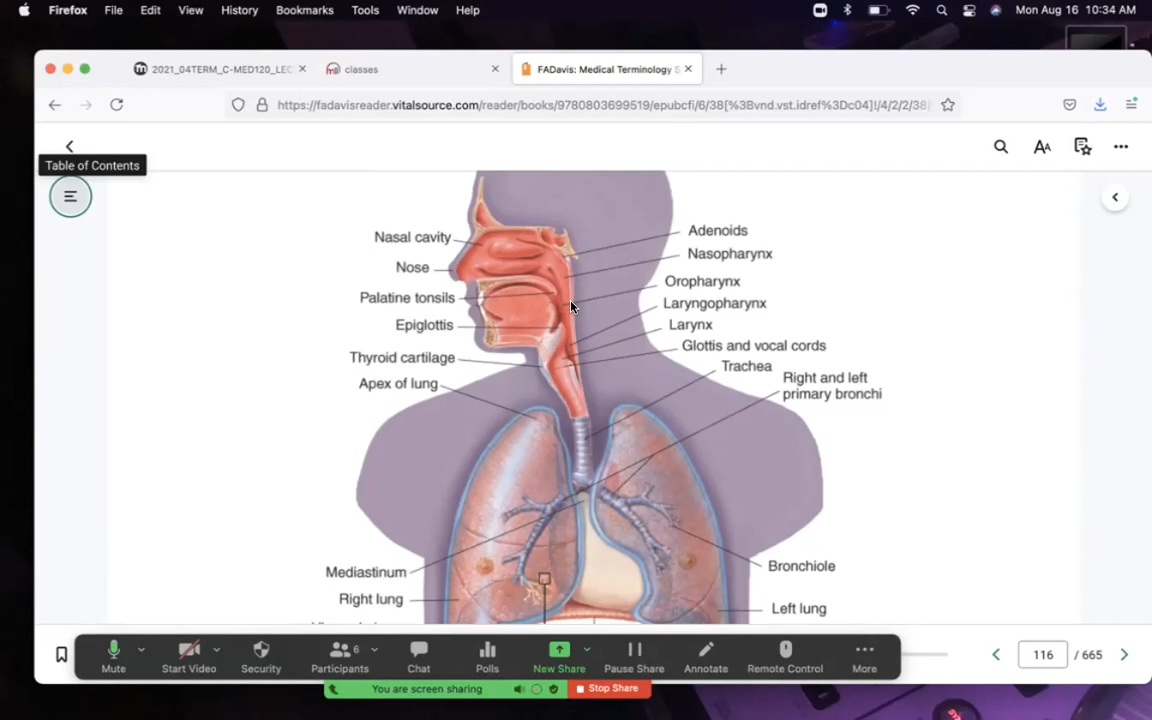 Firefox File Edit View History Bookmarks Tools Window Help Mon Aug 16 10:34 AM
2021_04TERM_C-MED120_LEC classes FADavis: Medical Terminology
https://fadavisreader.vitalsource.com/reader/books/9780803699519/epubcfi/6/38[%3Bvnd.vst.idref%3Dc04]!/4/2/2/38
AA
Table of Contents
Nasal cavity
Adenoids
Nasopharynx
Nose
Oropharynx
Palatine tonsils
Laryngopharynx
Epiglottis
Larynx
Glottis and vocal cords
Thyroid cartilage
Trachea
Apex of lung
Right and left
primary bronchi
Mediastinum
Bronchiole
Right lung
Left lung
6
Mute Start Video Security Participants Chat Polls New Share Pause Share Annotate Remote Control More
116 / 665
You are screen sharing Stop Share